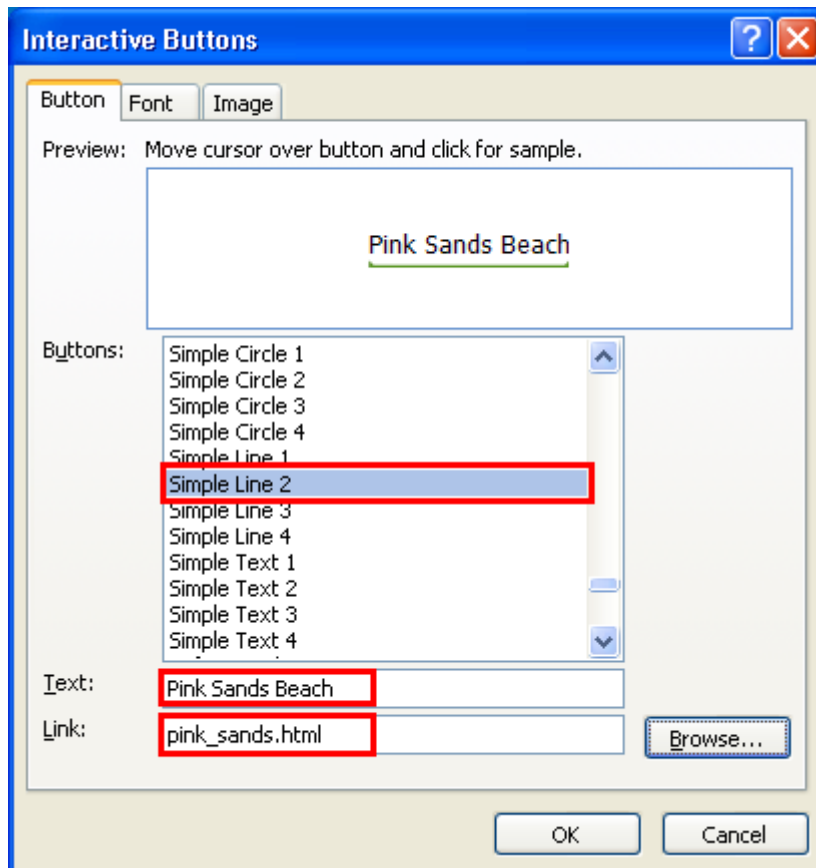 Interactive Buttons
?
Button Font Image
Preview: Move cursor over button and click for sample.
Pink Sands Beach
Buttons:
Simple Circle 1
Simple Circle 2
Simple Circle 3
Simple Circle 4
Simple Line 1
Simple Line 2
Simple Line 3
Simple Line 4
Simple Text 1
Simple Text 2
Simple Text 3
Simple Text 4
Text: Pink Sands Beach
Link: pink_sands.html Browse...
OK Cancel